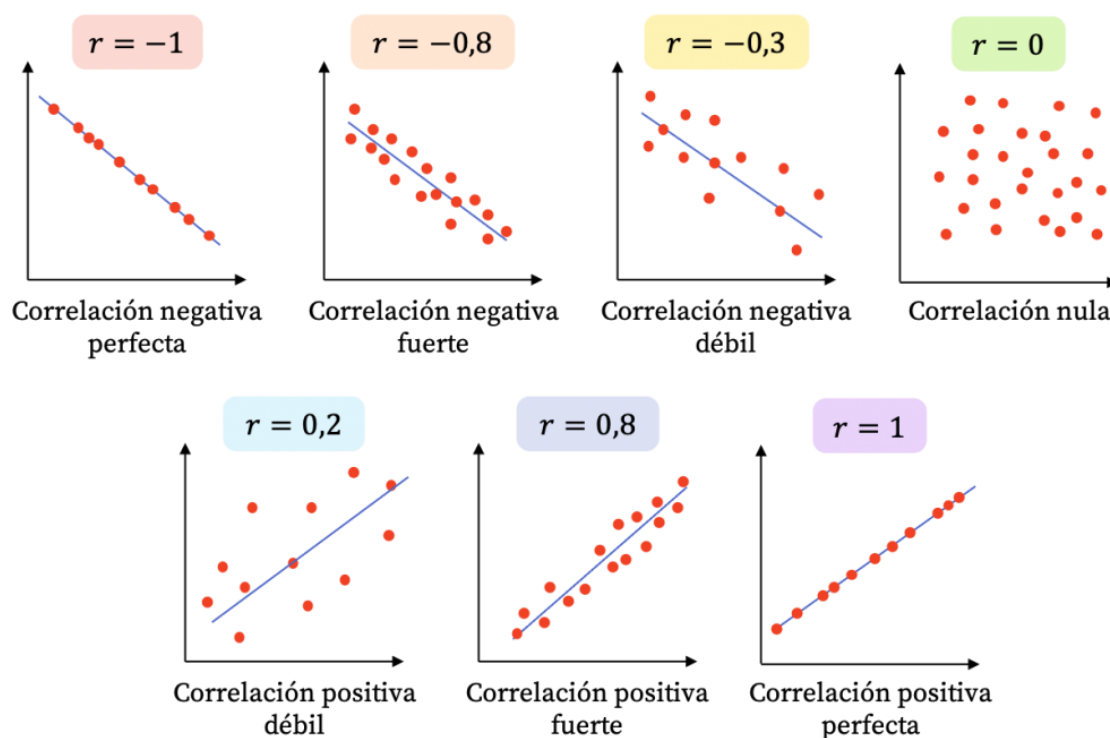 r = −1
r = −0,8
r = −0,3
r = 0
Correlación negativa
perfecta
Correlación negativa
fuerte
Correlación negativa
débil
Correlación nula
r = 0,2
r = 0,8
r = 1
Correlación positiva
débil
Correlación positiva
fuerte
Correlación positiva
perfecta